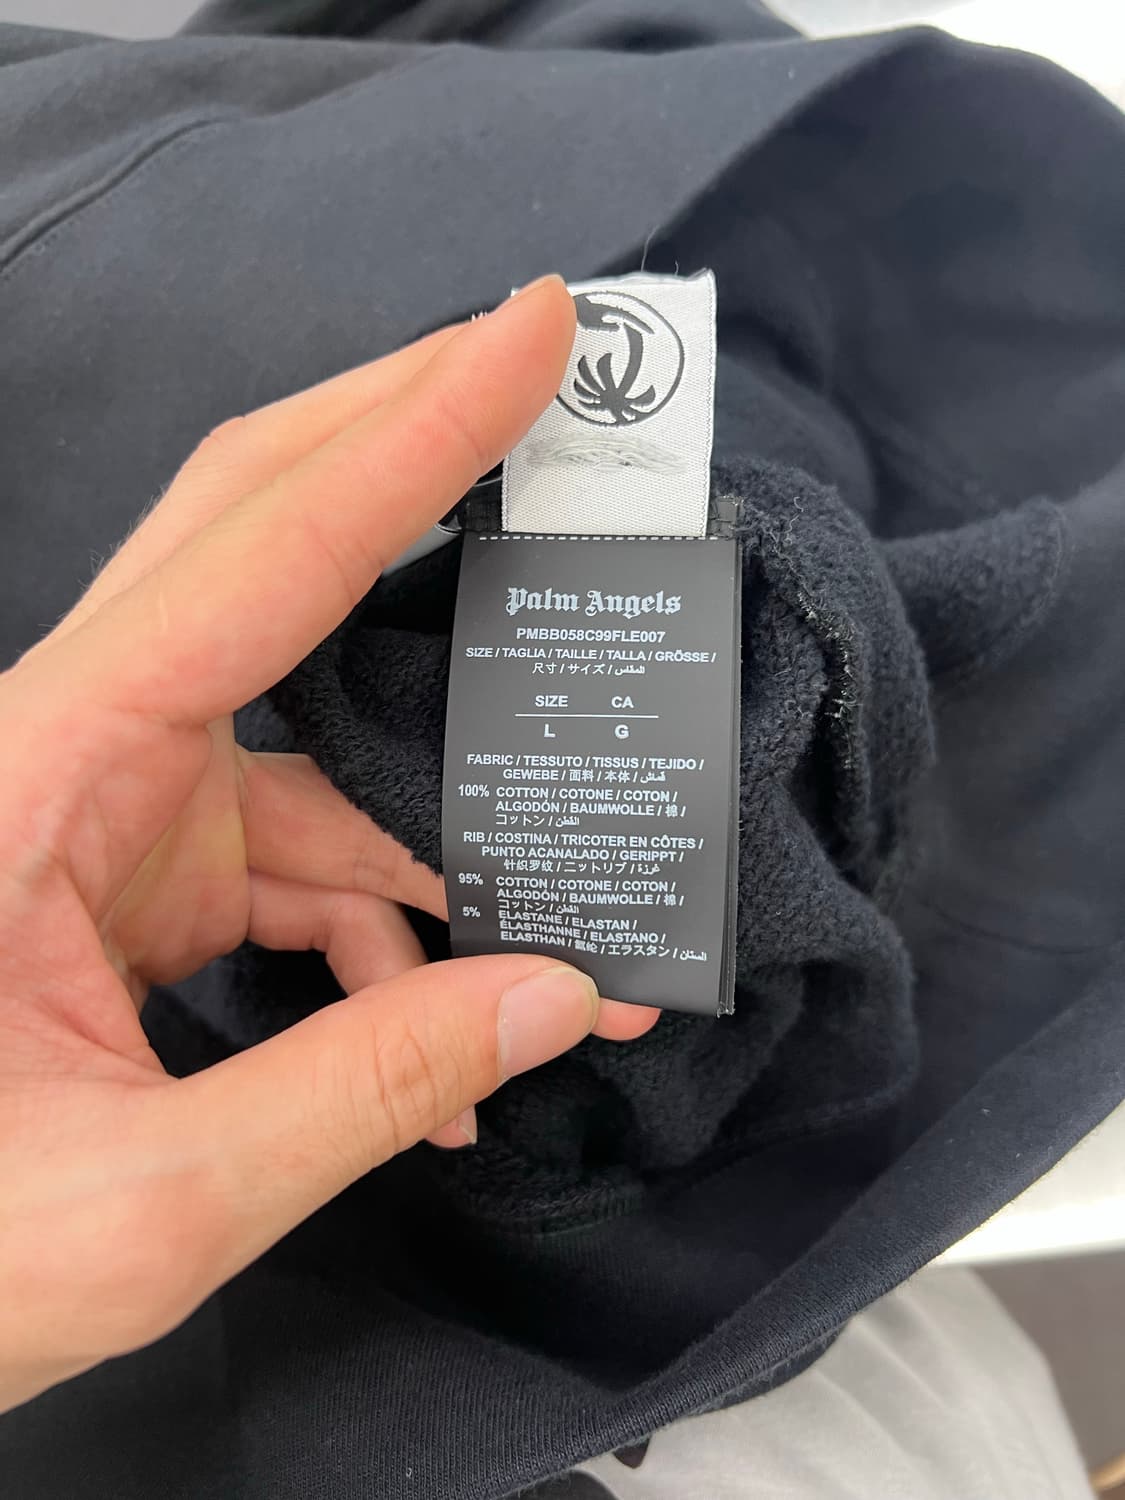 Palm Angels
PMBB058C99FLE007
SIZE / TAGLIA / TAILLE / TALLA / GRÖSSE /
尺寸 / サイズ / المقاس /
SIZE CA
L G
FABRIC / TESSUTO / TISSUS / TEJIDO /
GEWEBE / 面料 / 本体 / قماش /
100% COTTON / COTONE / COTON /
ALGODÓN / BAUMWOLLE / 棉 /
コットン / القطن /
RIB / COSTINA / TRICOTER EN CÔTES /
PUNTO ACANALADO / GERIPPT /
针织罗纹 / ニットリブ / غرزة /
95% COTTON / COTONE / COTON /
ALGODÓN / BAUMWOLLE / 棉 /
コットン / القطن /
5% ELASTANE / ELASTAN /
ÉLASTHANNE / ELASTANO /
ELASTHAN / 氨纶 / エラスタン /